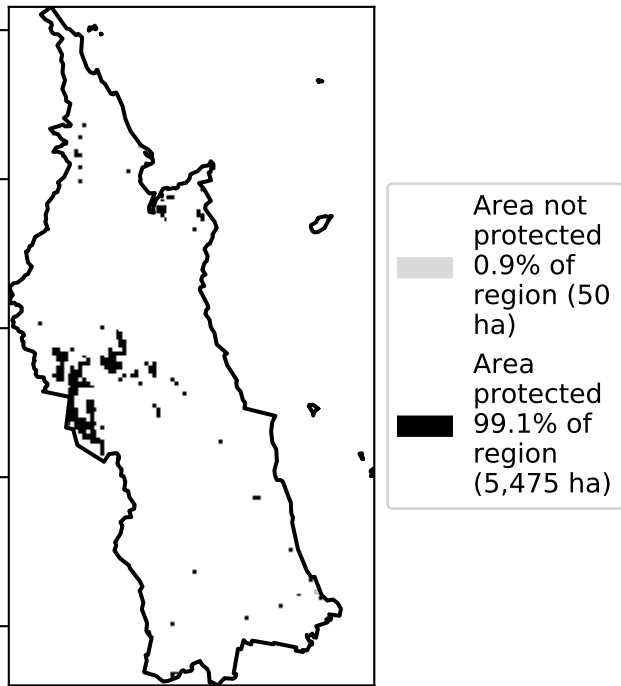 Area not
protected
0.9% of
region (50
ha)
Area
protected
99.1% of
region
(5,475 ha)